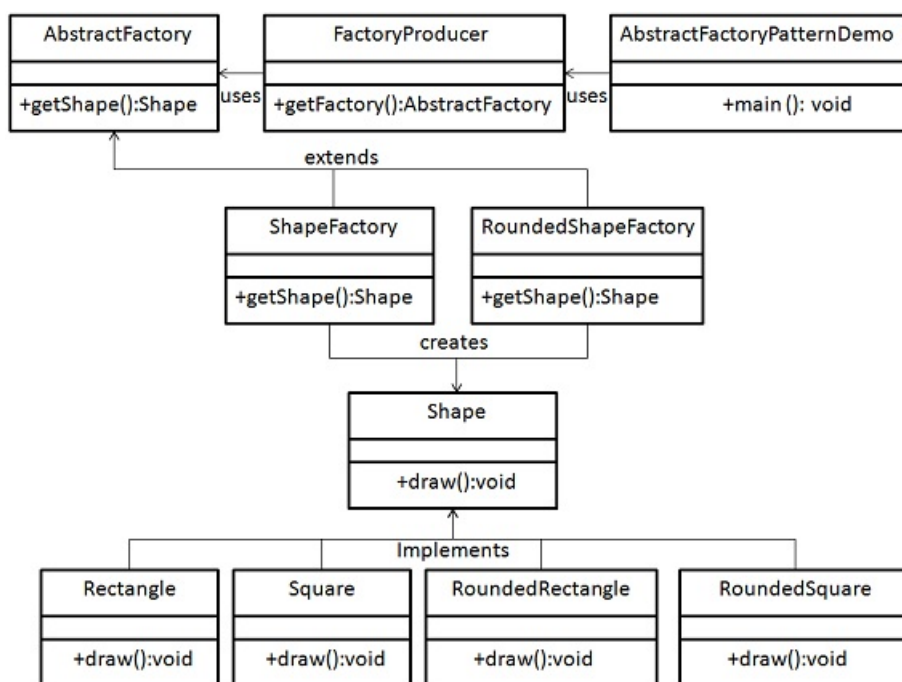 AbstractFactory
+getShape():Shape
uses
FactoryProducer
+getFactory():AbstractFactory
uses
AbstractFactoryPatternDemo
+main (): void
extends
ShapeFactory
+getShape():Shape
RoundedShapeFactory
+getShape():Shape
creates
Shape
+draw():void
Implements
Rectangle
+draw():void
Square
+draw():void
RoundedRectangle
+draw():void
RoundedSquare
+draw():void